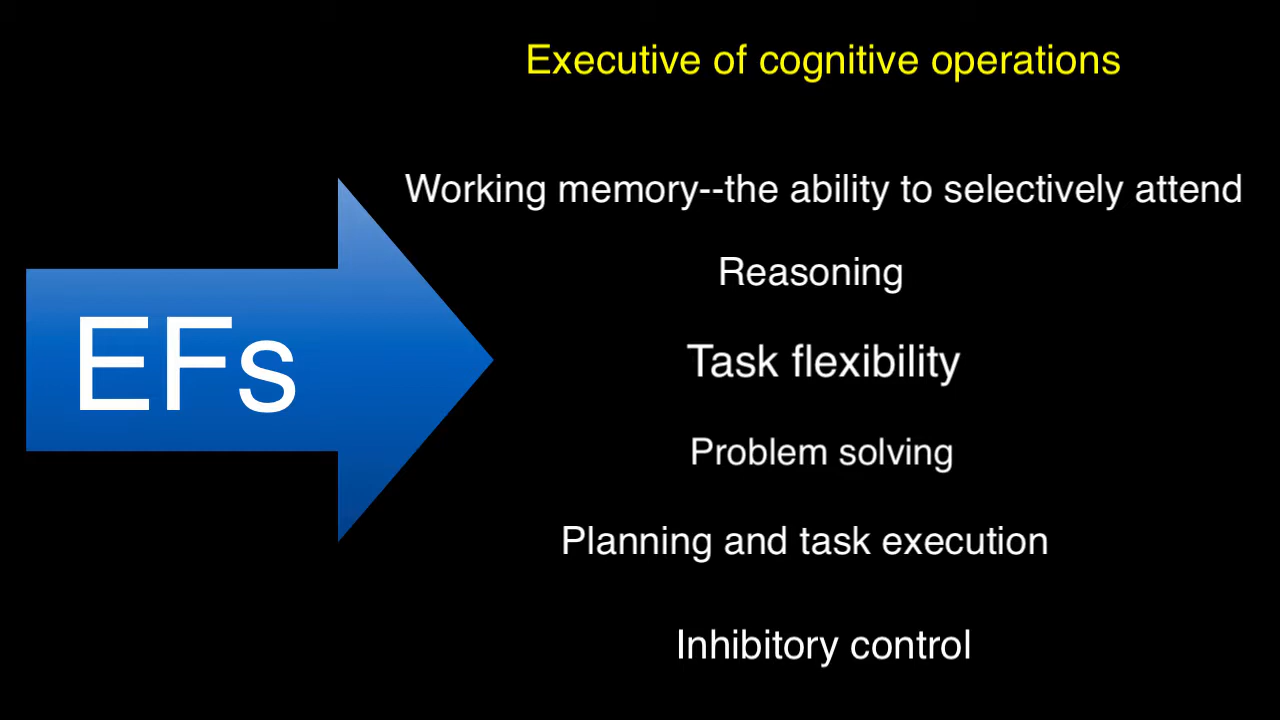 Executive of cognitive operations
Working memory--the ability to selectively attend
Reasoning
EFs
Task flexibility
Problem solving
Planning and task execution
Inhibitory control